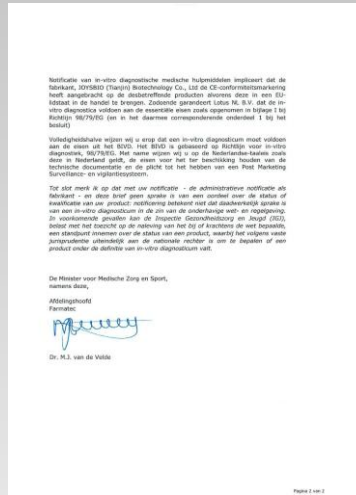 Notificatie van in-vitro diagnostische medische hulpmiddelen impliceert dat de
fabrikant, JOYSBIO (Tianjin) Biotechnology Co., Ltd de CE-conformiteitsmarkering
heeft aangebracht op de desbetreffende producten alvorens deze in een EU-
lidstaat in de handel te brengen. Zodoende garandeert Lotus NL B.V. dat de in-
vitro diagnostica voldoen aan de essentiële eisen zoals opgenomen in bijlage I bij
Richtlijn 98/79/EG (en in het daarmee corresponderende onderdeel 1 bij het
besluit)
Volledigheidshalve wijzen wij u erop dat een in-vitro diagnosticum moet voldoen
aan de eisen uit het BIVD. Het BIVD is gebaseerd op Richtlijn voor in-vitro
diagnostiek, 98/79/EG. Met name wijzen wij u op de Nederlandse-taaleis zoals
deze in Nederland geldt, de eisen voor het ter beschikking houden van de
technische documentatie en de plicht tot het hebben van een Post Marketing
Surveillance- en vigilantiesysteem.
Tot slot merk ik op dat met uw notificatie - de administratieve notificatie als
fabrikant - en deze brief geen sprake is van een oordeel over de status of
kwalificatie van uw product: notificering betekent niet dat daadwerkelijk sprake is
van een in-vitro diagnosticum in de zin van de onderhavige wet- en regelgeving.
In voorkomende gevallen kan de Inspectie Gezondheidszorg en Jeugd (IGJ),
belast met het toezicht op de naleving van het bij of krachtens de wet bepaalde,
een standpunt innemen over de status van een product, waarbij het volgens vaste
jurisprudentie uiteindelijk aan de nationale rechter is om te bepalen of een
product onder de definitie van in-vitro diagnosticum valt.
De Minister voor Medische Zorg en Sport,
namens deze,
Afdelingshoofd
Farmatec
Dr. M.J. van de Velde
Pagina 2 van 2